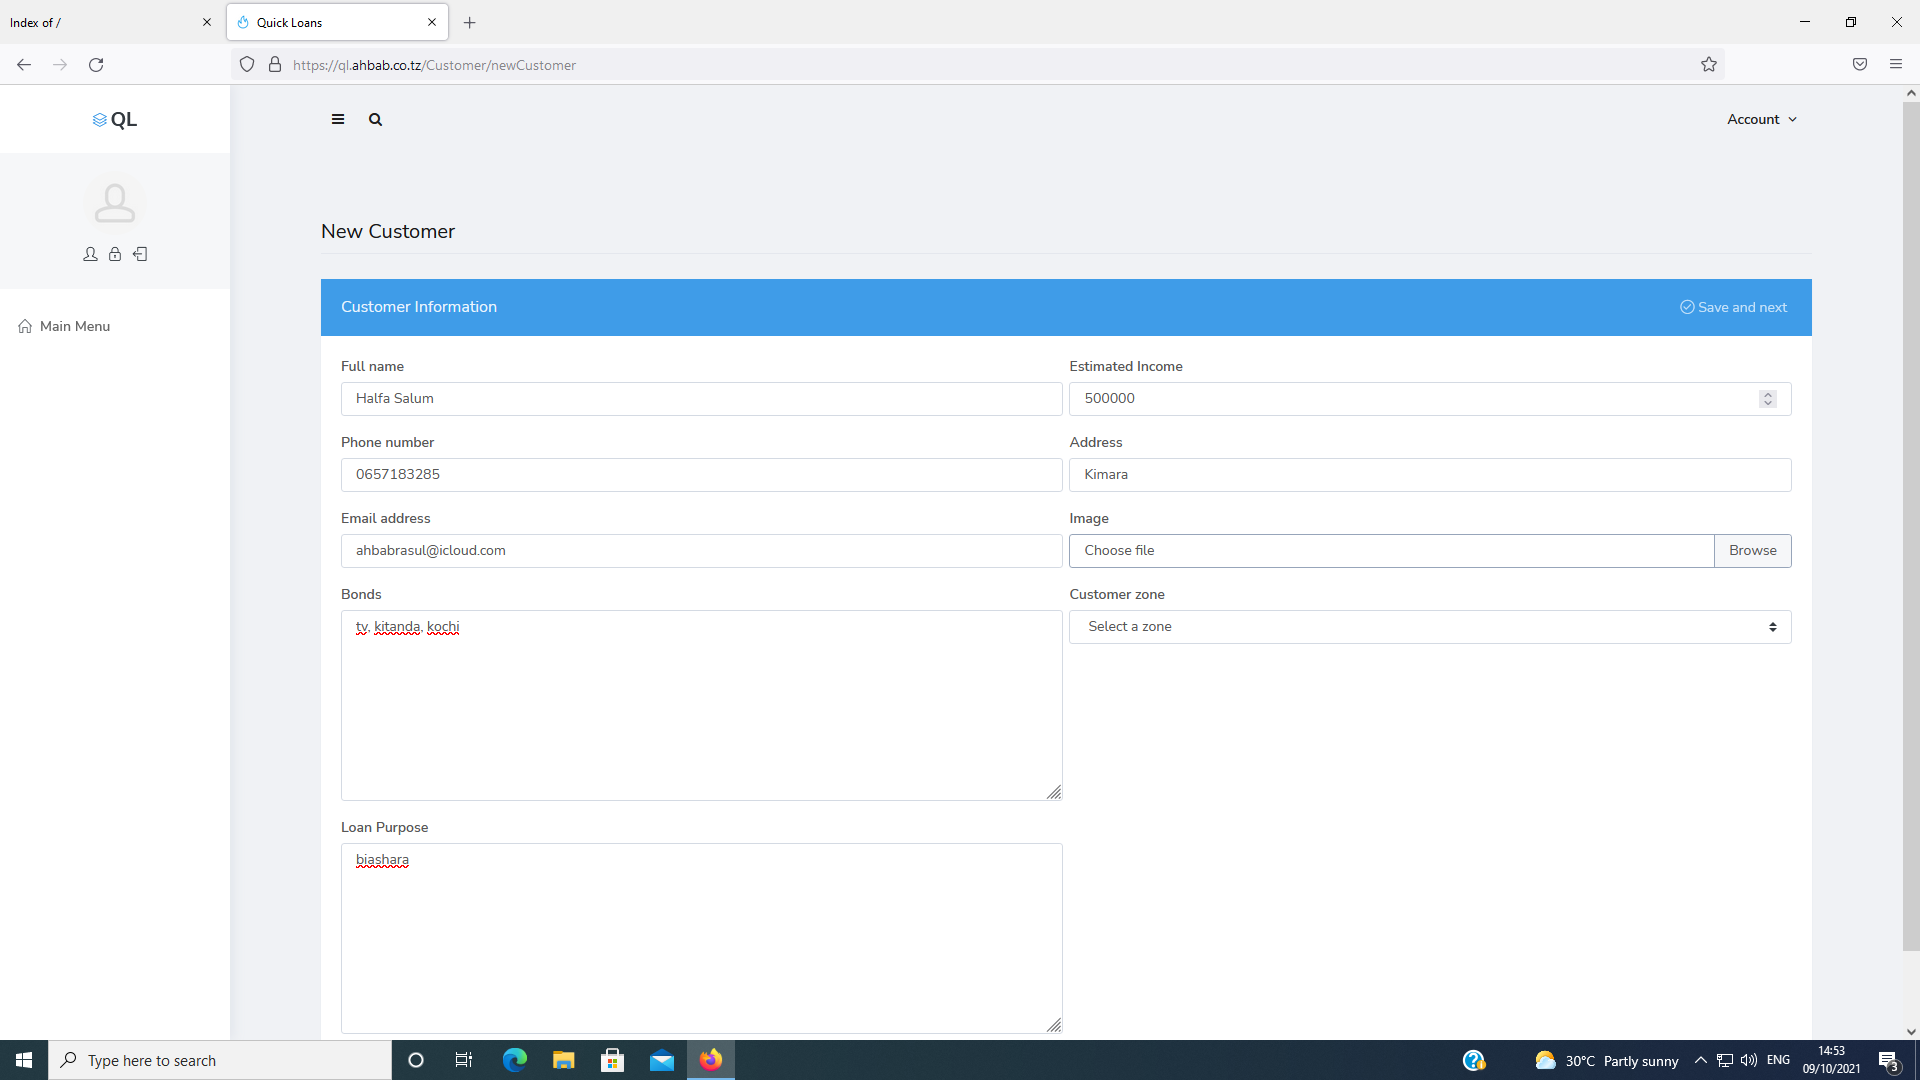 Index of /
Quick Loans
https://ql.ahbab.co.tz/Customer/newCustomer
QL
Account
Main Menu
New Customer
Customer Information
Save and next
Full name
Estimated Income
Halfa Salum
500000
Phone number
Address
0657183285
Kimara
Email address
Image
ahbabrasul@icloud.com
Choose file
Browse
Bonds
Customer zone
tv, kitanda, kochi
Select a zone
Loan Purpose
biashara
Type here to search
30°C Partly sunny
ENG
14:53
09/10/2021
3